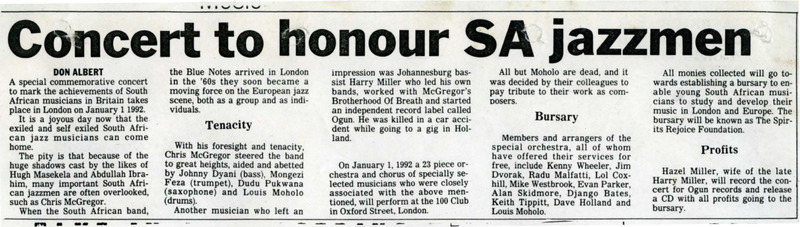 Concert to honour SA jazzmen
DON ALBERT
A special commemorative concert
to mark the achievements of South
African musicians in Britain takes
place in London on January 1 1992.
It is a joyous day now that the
exiled and self exiled South Afri-
can jazz musicians can come
home.
The pity is that because of the
huge shadows cast by the likes of
Hugh Masekela and Abdullah Ibra-
him, many important South Afri-
can jazzmen are often overlooked,
such as Chris McGregor.
When the South African band,
the Blue Notes arrived in London
in the '60s they soon became a
moving force on the European jazz
scene, both as a group and as indi-
viduals.
Tenacity
With his foresight and tenacity,
Chris McGregor steered the band
to great heights, aided and abetted
by Johnny Dyani (bass), Mongezi
Feza (trumpet), Dudu Pukwana
(saxophone) and Louis Moholo
(drums).
Another musician who left an
impression was Johannesburg bas-
sist Harry Miller who led his own
bands, worked with McGregor's
Brotherhood Of Breath and started
an independent record label called
Ogun. He was killed in a car acci-
dent while going to a gig in Hol-
land.
On January 1, 1992 a 23 piece or-
chestra and chorus of specially se-
lected musicians who were closely
associated with the above men-
tioned, will perform at the 100 Club
in Oxford Street, London.
All but Moholo are dead, and it
was decided by their colleagues to
pay tribute to their work as com-
posers.
Bursary
Members and arrangers of the
special orchestra, all of whom
have offered their services for
free, include Kenny Wheeler, Jim
Dvorak, Radu Malfatti, Lol Cox-
hill, Mike Westbrook, Evan Parker,
Alan Skidmore, Django Bates,
Keith Tippitt, Dave Holland and
Louis Moholo.
All monies collected will go to-
wards establishing a bursary to en-
able young South African musi-
cians to study and develop their
music in London and Europe. The
bursary will be known as The Spir-
its Rejoice Foundation.
Profits
Hazel Miller, wife of the late
Harry Miller, will record the con-
cert for Ogun records and release
a CD with all profits going to the
bursary.